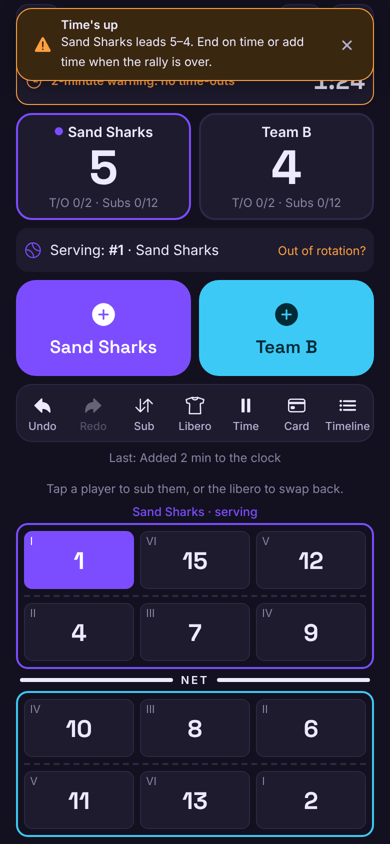 Time's up
Sand Sharks leads 5–4. End on time or add
time when the rally is over.
2-minute warning: no time-outs
1:24
Sand Sharks
Team B
5
4
T/O 0/2 · Subs 0/12
T/O 0/2 · Subs 0/12
Serving: #1 · Sand Sharks
Out of rotation?
Sand Sharks
Team B
Undo
Redo
Sub
Libero
Time
Card
Timeline
Last: Added 2 min to the clock
Tap a player to sub them, or the libero to swap back.
Sand Sharks · serving
I
1
VI
15
V
12
II
4
III
7
IV
9
NET
IV
10
III
8
II
6
V
11
VI
13
I
2